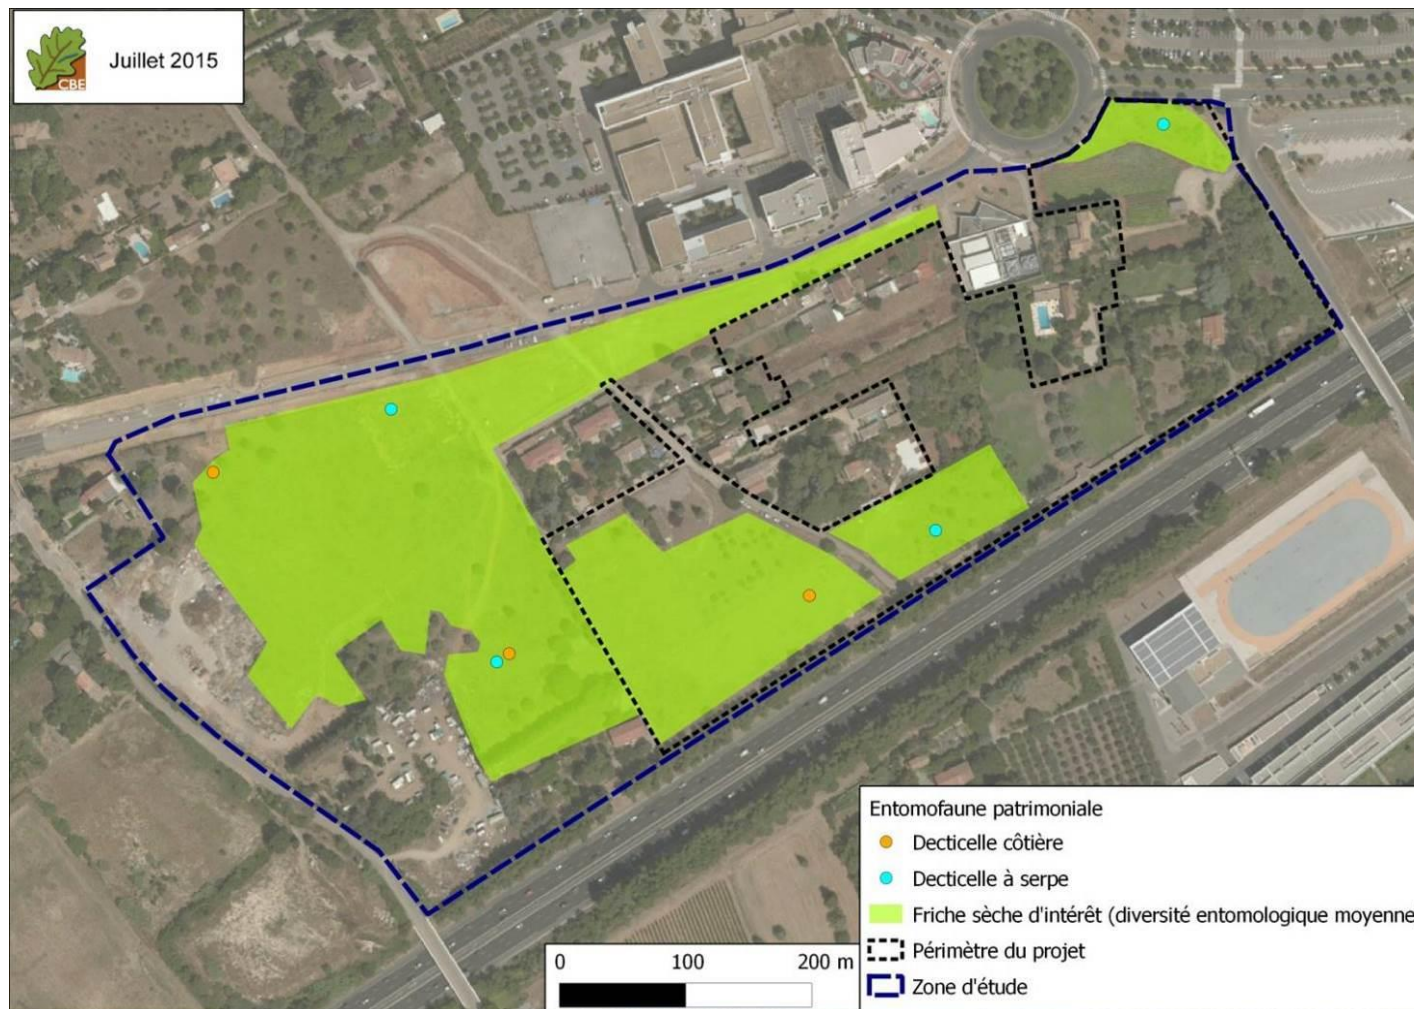 CBE
Juillet 2015
Entomofaune patrimoniale
Decticelle côtière
Decticelle à serpe
Friche sèche d'intérêt (diversité entomologique moyenne
Périmètre du projet
Zone d'étude
0 100 200 m